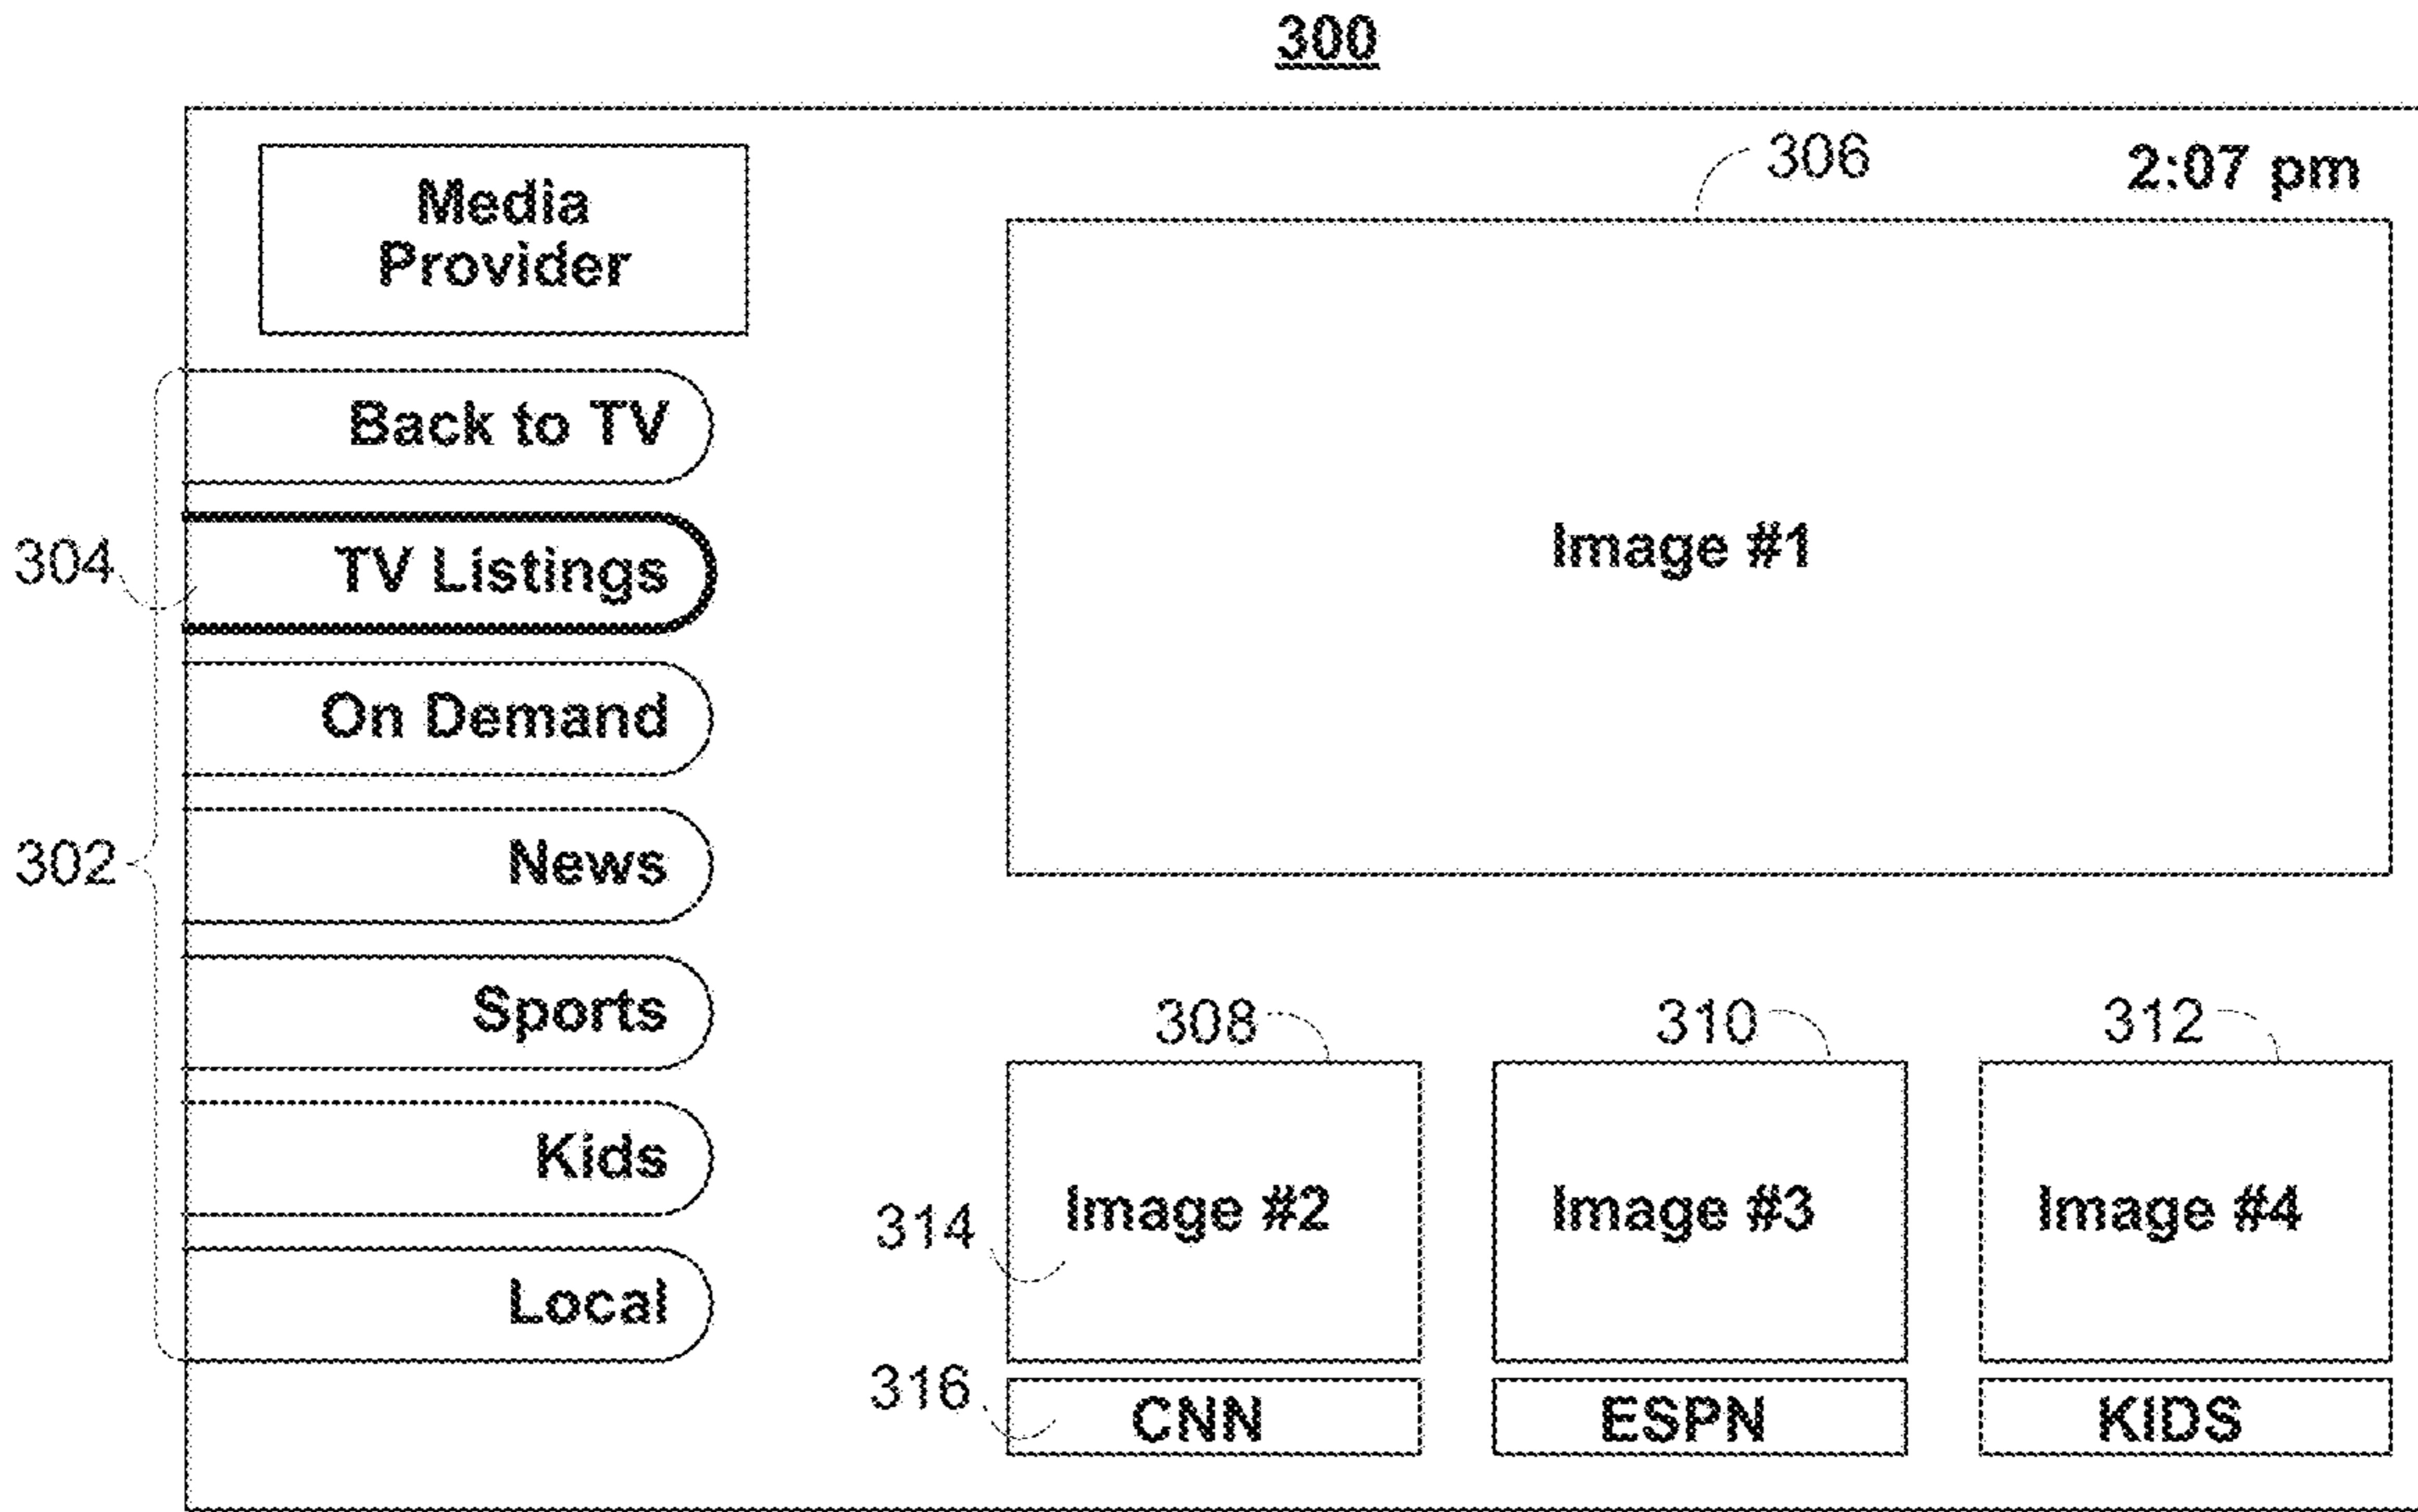 300
306
2:07 pm
Media
Provider
Back to TV
304
TV Listings
Image #1
On Demand
302
News
Sports
Kids
Local
308
310
312
314
Image #2
Image #3
Image #4
316
CNN
ESPN
KIDS